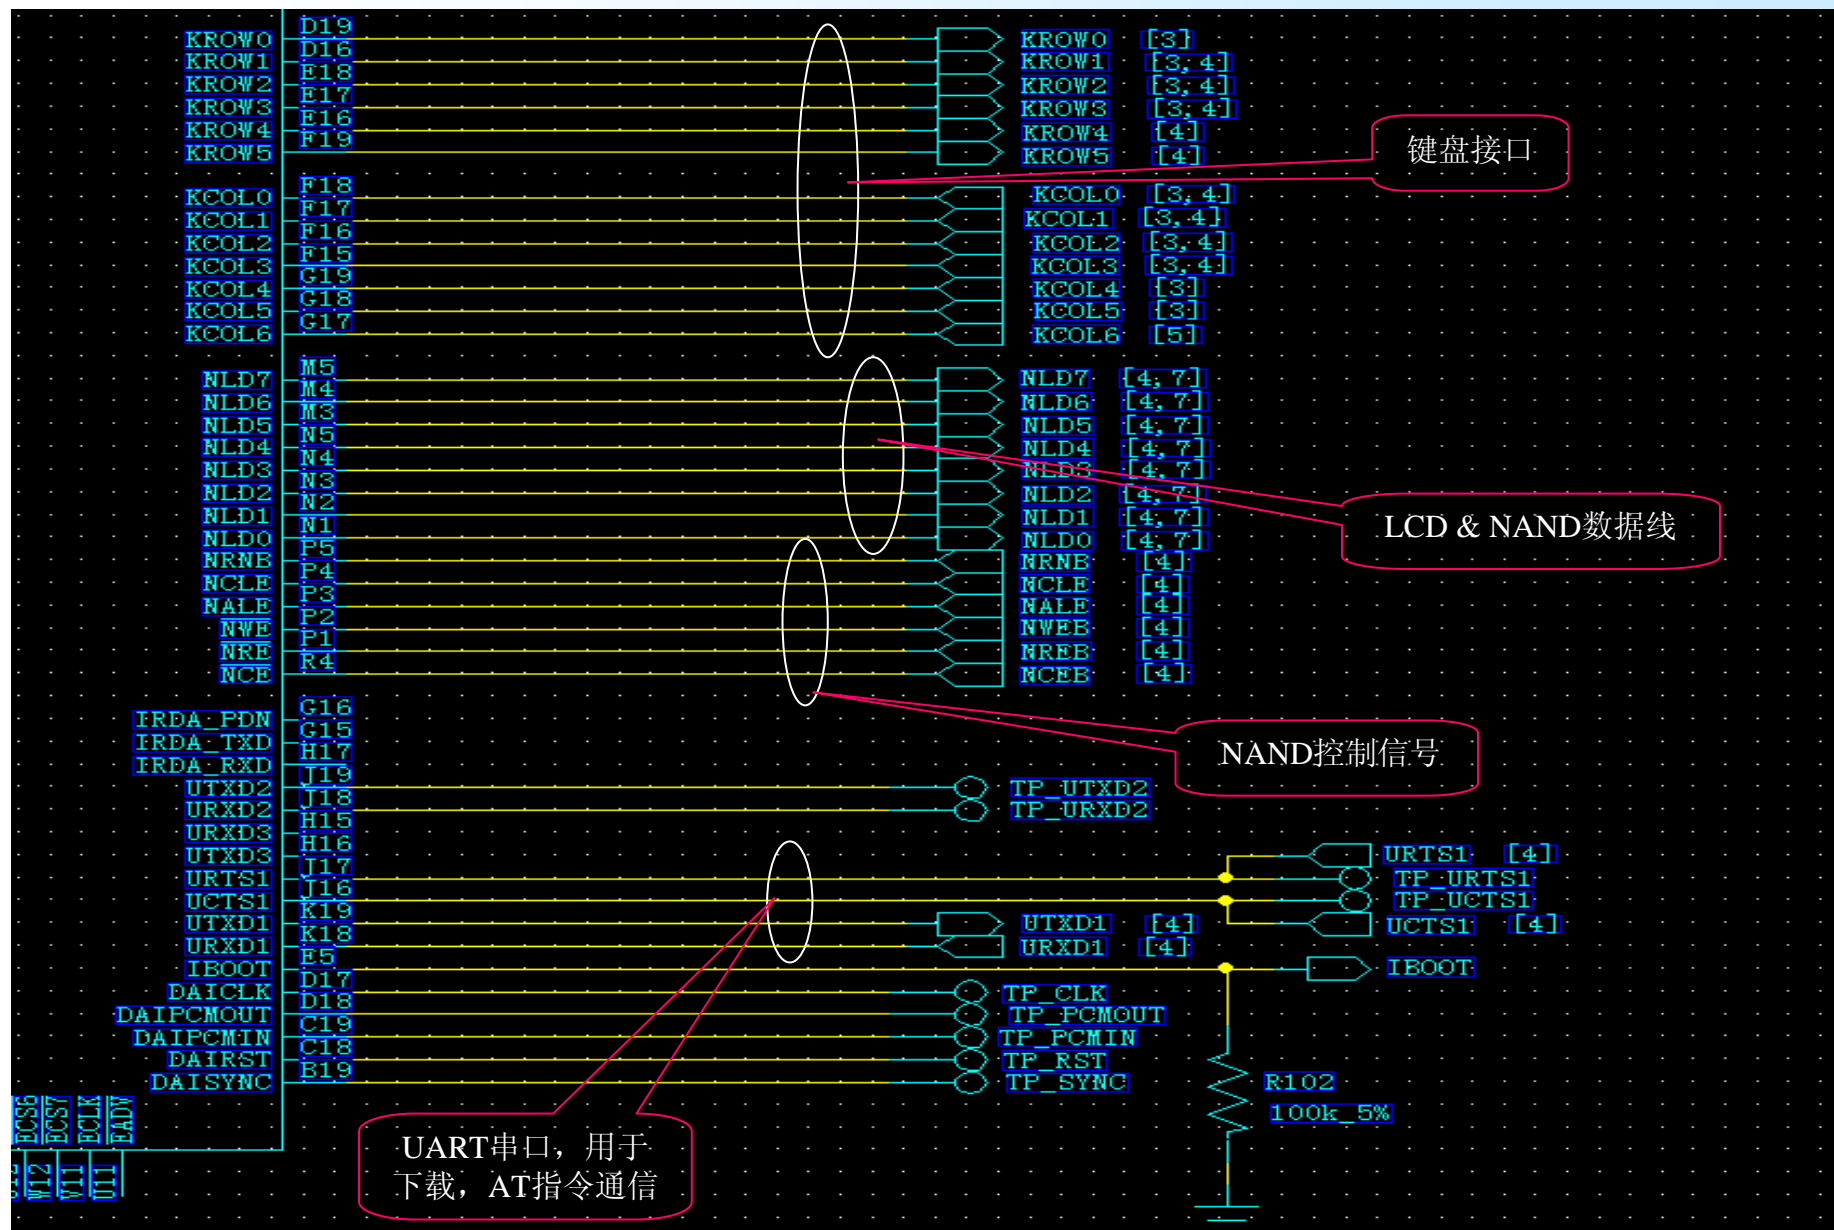 KROW0 D19 KROW0 [3]
KROW1 D16 KROW1 [3, 4]
KROW2 E18 KROW2 [3, 4]
KROW3 E17 KROW3 [3, 4]
KROW4 E16 KROW4 [4]
KROW5 F19 KROW5 [4]
键盘接口
KCOL0 F18 KCOL0 [3, 4]
KCOL1 F17 KCOL1 [3, 4]
KCOL2 F16 KCOL2 [3, 4]
KCOL3 F15 KCOL3 [3, 4]
KCOL4 G19 KCOL4 [3]
KCOL5 G18 KCOL5 [3]
KCOL6 G17 KCOL6 [5]
NLD7 M5 NLD7 [4, 7]
NLD6 M4 NLD6 [4, 7]
NLD5 M3 NLD5 [4, 7]
NLD4 N5 NLD4 [4, 7]
NLD3 N4 NLD3 [4, 7]
NLD2 N3 NLD2 [4, 7]
NLD1 N2 NLD1 [4, 7]
NLD0 N1 NLD0 [4, 7]
LCD & NAND数据线
NRNB P5 NRNB [4]
NCLE P4 NCLE [4]
NALE P3 NALE [4]
NWE P2 NWEB [4]
NRE P1 NREB [4]
NCE R4 NCEB [4]
NAND控制信号
IRDA_PDN G16
IRDA_TXD G15
IRDA_RXD H17
UTXD2 J19 TP_UTXD2
URXD2 J18 TP_URXD2
URXD3 H15
UTXD3 H16
URTS1 [4]
URTS1 J17 TP_URTS1
UCTS1 J16 TP_UCTS1
UTXD1 K19 UTXD1 [4] UCTS1 [4]
URXD1 K18 URXD1 [4]
IBOOT E5 IBOOT
DAICLK D17 TP_CLK
DAIPCMOUT D18 TP_PCMOUT
DAIPCMIN C19 TP_PCMIN
DAIRST C18 TP_RST
DAISYNC B19 TP_SYNC
R102
100k_5%
ECS6
ECS7
ECLK
EADV
W12
V11
U11
UART串口，用于
下载，AT指令通信